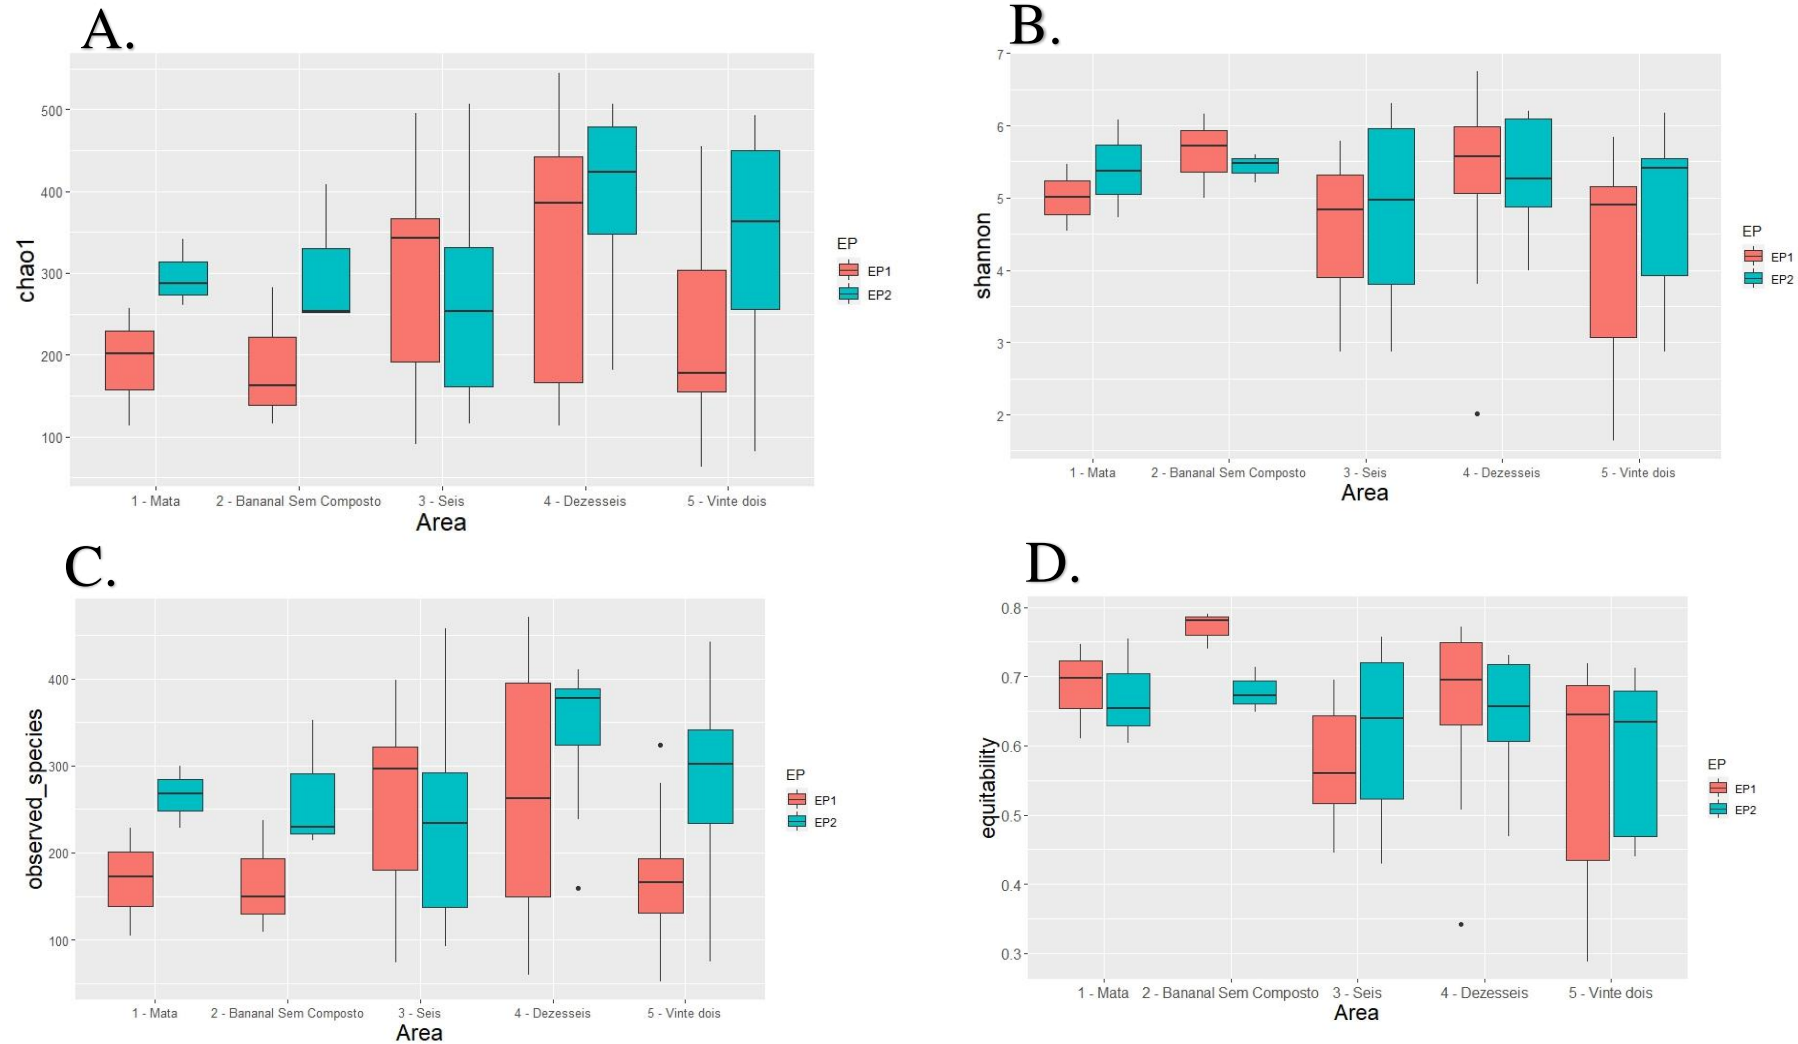 A.
chao1
500
400
300
200
100
1 - Mata
2 - Bananal Sem Composto
3 - Seis
4 - Dezesseis
5 - Vinte dois
Area
EP
EP1
EP2
B.
shannon
7
6
5
4
3
2
1 - Mata
2 - Bananal Sem Composto
3 - Seis
4 - Dezesseis
5 - Vinte dois
Area
EP
EP1
EP2
C.
observed_species
400
300
200
100
1 - Mata
2 - Bananal Sem Composto
3 - Seis
4 - Dezesseis
5 - Vinte dois
Area
EP
EP1
EP2
D.
equitability
0.8
0.7
0.6
0.5
0.4
0.3
1 - Mata
2 - Bananal Sem Composto
3 - Seis
4 - Dezesseis
5 - Vinte dois
Area
EP
EP1
EP2